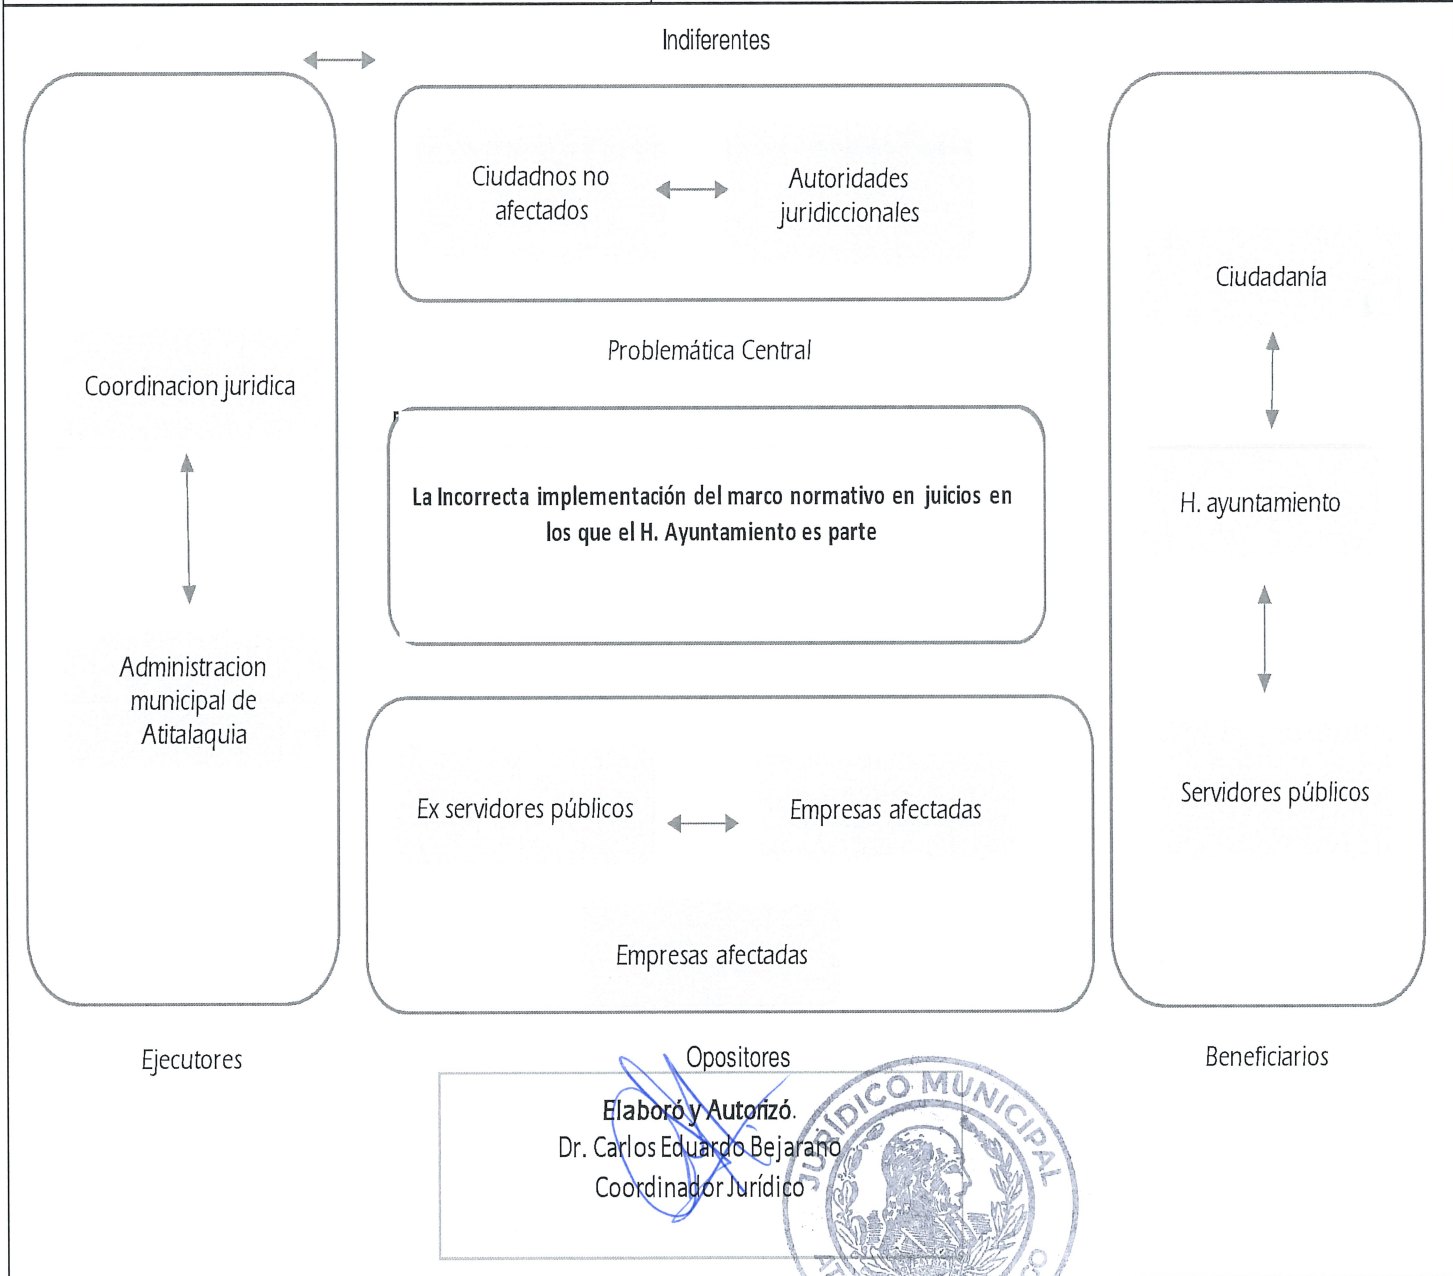 Indiferentes
Ciudadnos no
afectados
Autoridades
juridiccionales
Problemática Central
La Incorrecta implementación del marco normativo en juicios en
los que el H. Ayuntamiento es parte
Coordinacion juridica
Administracion
municipal de
Atitalaquia
Ejecutores
Ex servidores públicos
Empresas afectadas
Empresas afectadas
Opositores
Ciudadanía
H. ayuntamiento
Servidores públicos
Beneficiarios
Elaboró y Autorizó.
Dr. Carlos Eduardo Bejarano
Coordinador Jurídico
JURÍDICO MUNICIPAL